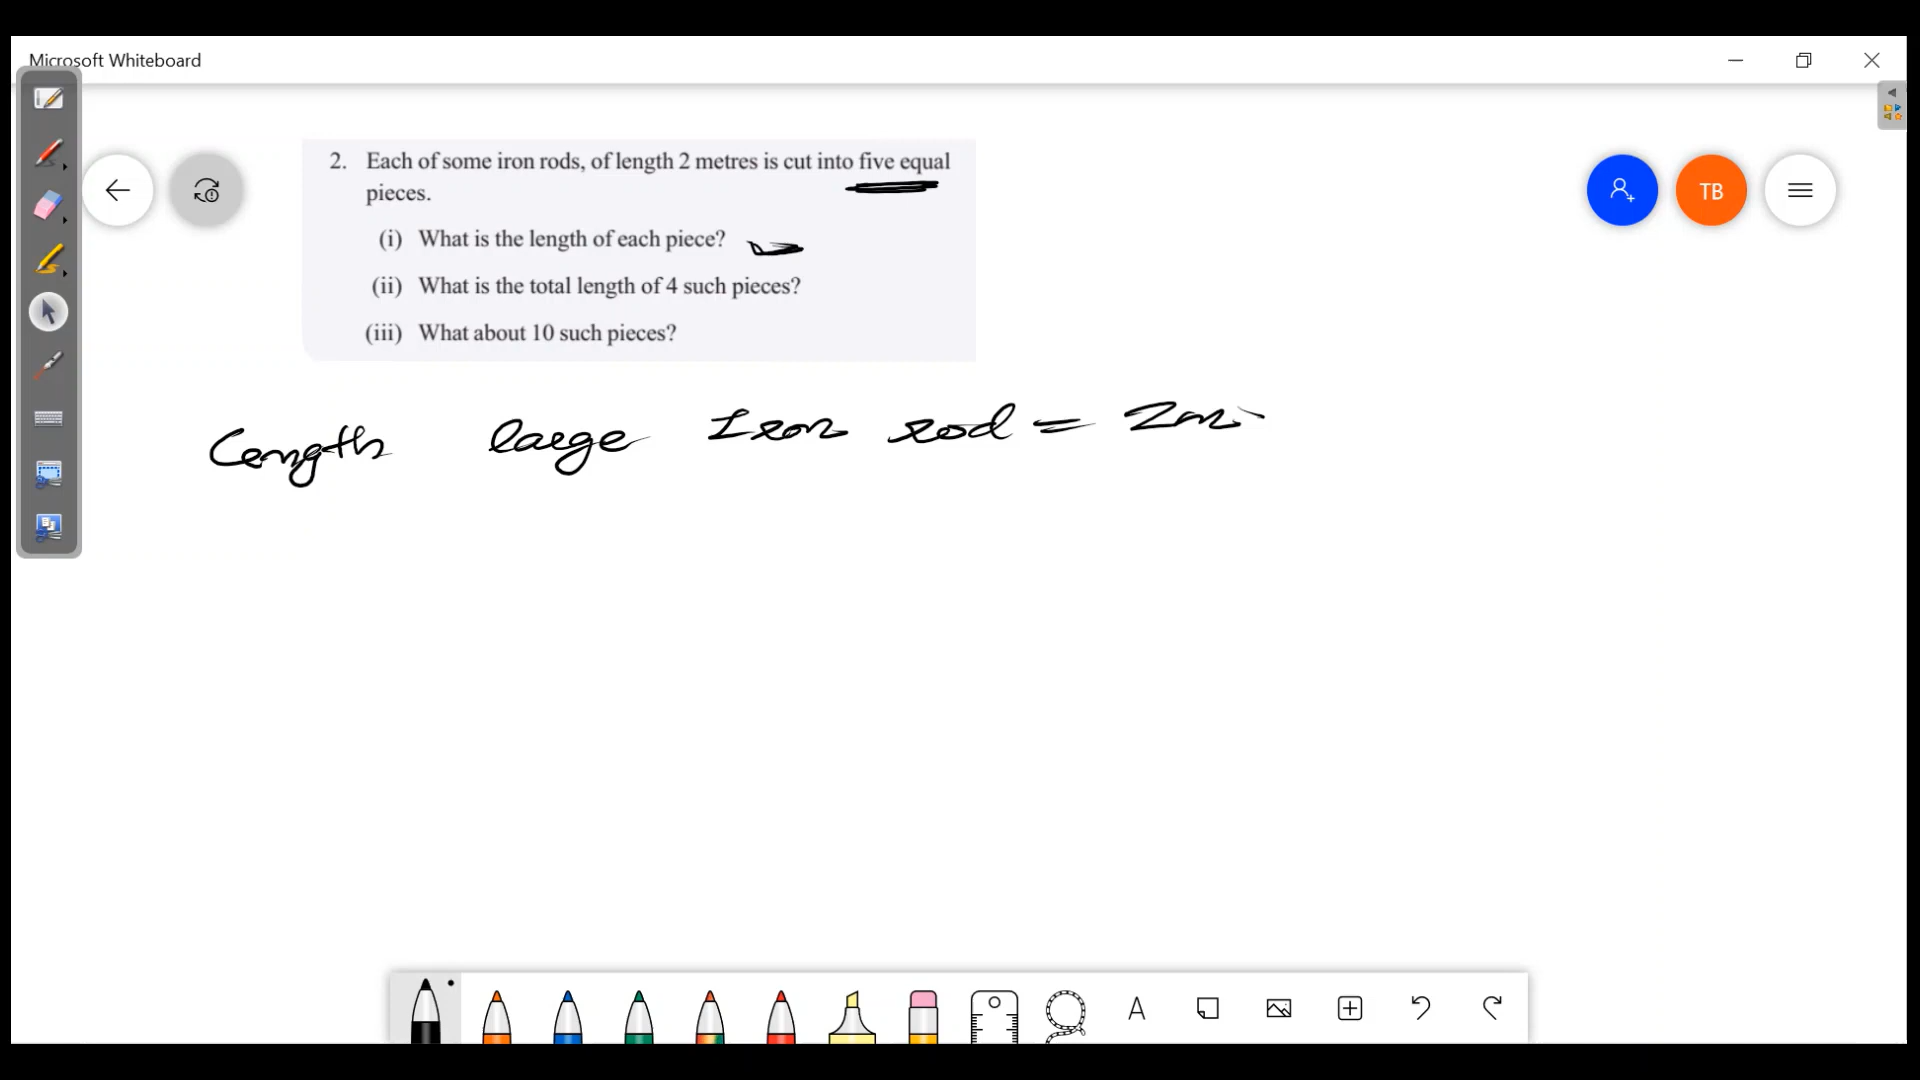 Microsoft Whiteboard
2. Each of some iron rods, of length 2 metres is cut into five equal
pieces.
(i) What is the length of each piece?
(ii) What is the total length of 4 such pieces?
(iii) What about 10 such pieces?
TB
Length large Iron rod = 2m
A